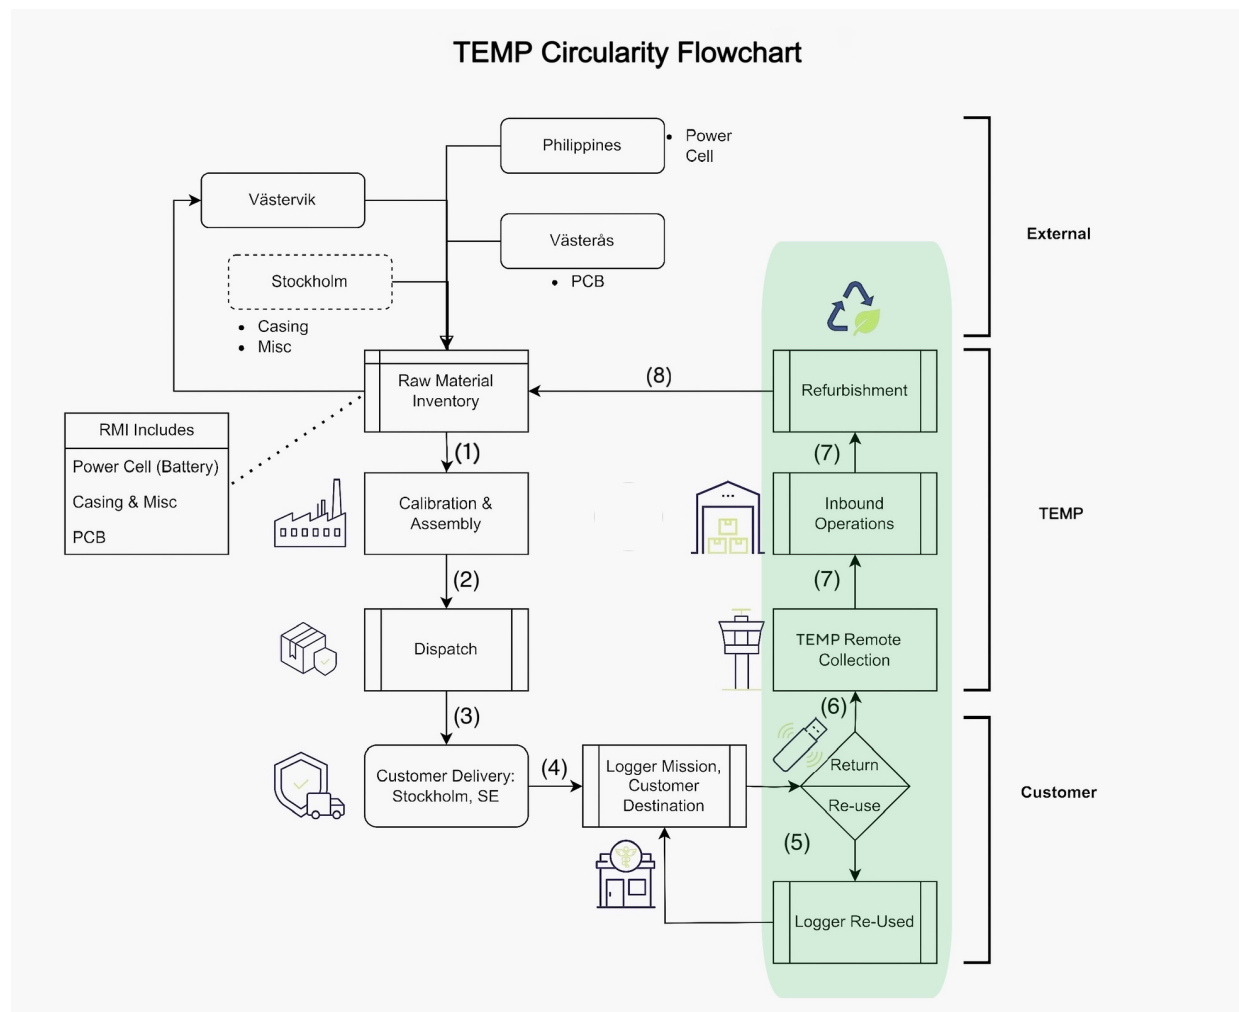 TEMP Circularity Flowchart
Philippines
• Power
Cell
Västervik
Västerås
• PCB
Stockholm
• Casing
• Misc
External
Raw Material
Inventory
(8)
Refurbishment
RMI Includes
Power Cell (Battery)
Casing & Misc
PCB
(1)
(7)
Calibration &
Assembly
Inbound
Operations
TEMP
(2)
(7)
Dispatch
TEMP Remote
Collection
(3)
(6)
Customer Delivery:
Stockholm, SE
(4)
Logger Mission,
Customer
Destination
Return
Re-use
Customer
(5)
Logger Re-Used